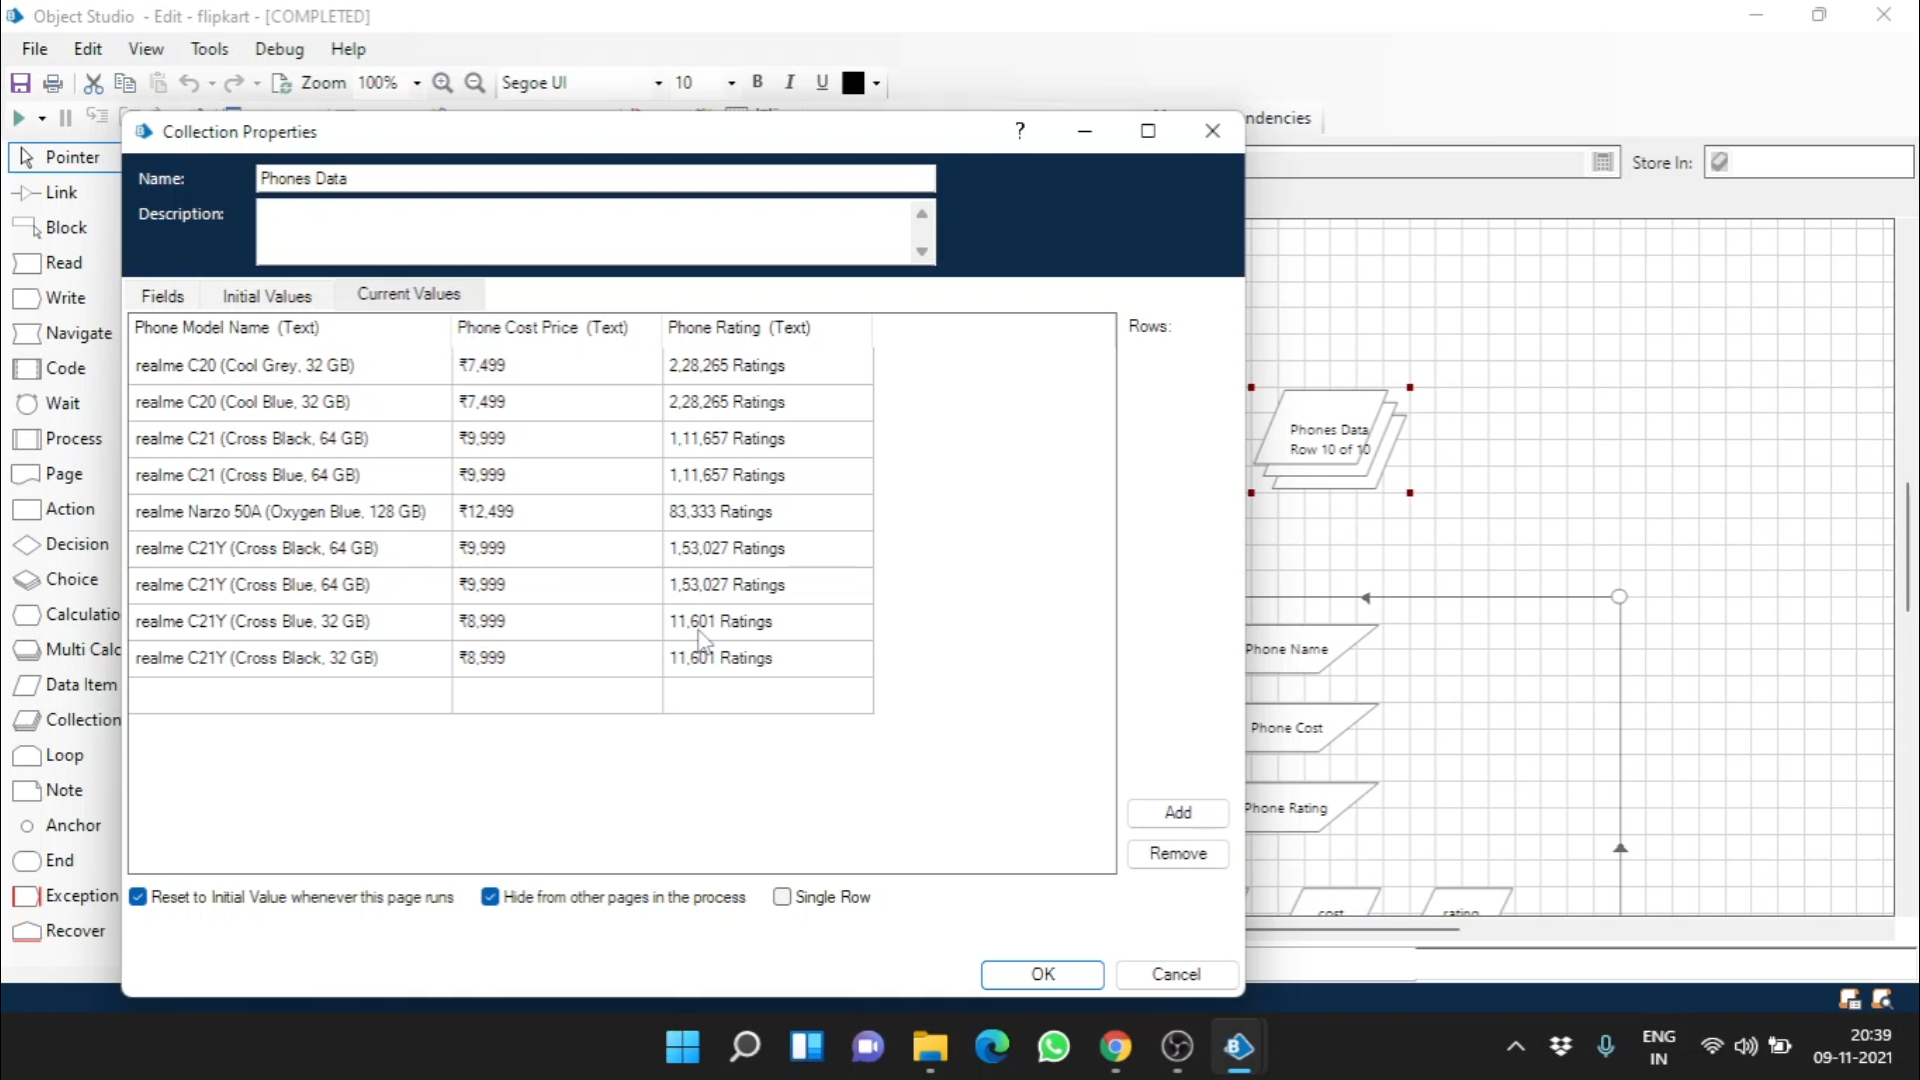 Object Studio - Edit - flipkart - [COMPLETED]
File Edit View Tools Debug Help
Zoom 100% Segoe UI 10 B I U
Collection Properties ?
ndencies
Pointer
Link
Block
Read
Write
Navigate
Code
Wait
Process
Page
Action
Decision
Choice
Calculatio
Multi Calc
Data Item
Collection
Loop
Note
Anchor
End
Exception
Recover
Name: Phones Data
Description:
Store In:
Fields Initial Values Current Values
Phone Model Name (Text) Phone Cost Price (Text) Phone Rating (Text)
realme C20 (Cool Grey, 32 GB) ₹7,499 2,28,265 Ratings
realme C20 (Cool Blue, 32 GB) ₹7,499 2,28,265 Ratings
realme C21 (Cross Black, 64 GB) ₹9,999 1,11,657 Ratings
realme C21 (Cross Blue, 64 GB) ₹9,999 1,11,657 Ratings
realme Narzo 50A (Oxygen Blue, 128 GB) ₹12,499 83,333 Ratings
realme C21Y (Cross Black, 64 GB) ₹9,999 1,53,027 Ratings
realme C21Y (Cross Blue, 64 GB) ₹9,999 1,53,027 Ratings
realme C21Y (Cross Blue, 32 GB) ₹8,999 11,601 Ratings
realme C21Y (Cross Black, 32 GB) ₹8,999 11,601 Ratings
Rows:
Add
Remove
Reset to Initial Value whenever this page runs Hide from other pages in the process Single Row
OK Cancel
Phones Data
Row 10 of 10
Phone Name
Phone Cost
Phone Rating
cost rating
ENG
IN
20:39
09-11-2021